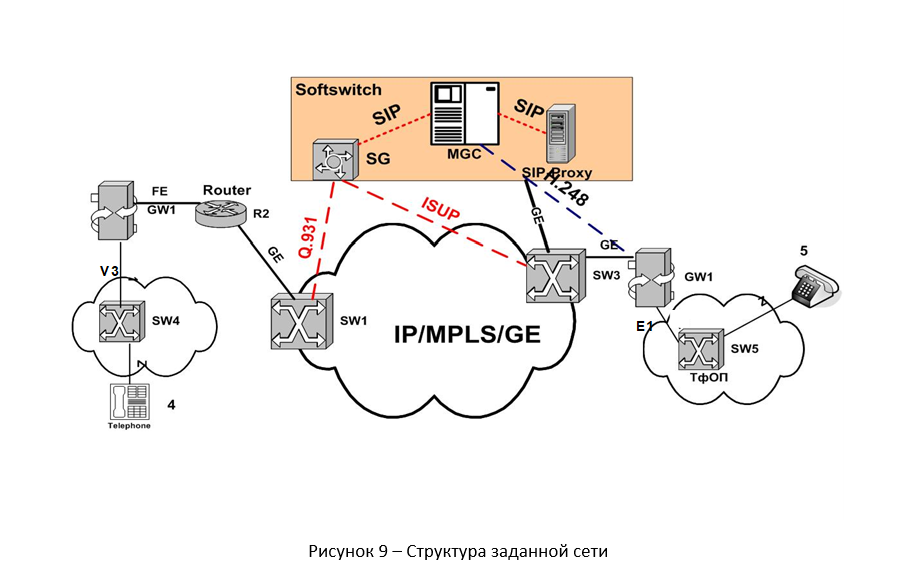 Softswitch
SIP
SIP
SG
MGC
SIP-Proxy
H.248
FE
GW1
Router
R2
GE
Q.931
ISUP
GE
GE
SW3
GW1
5
V3
SW4
SW1
IP/MPLS/GE
E1
SW5
ТфОП
Z
Z
4
Telephone
Рисунок 9 – Структура заданной сети